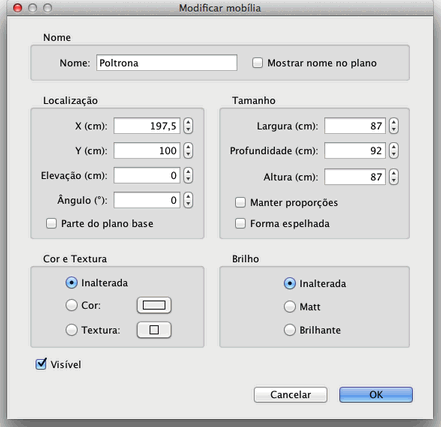 Modificar mobília
Nome
Nome: Poltrona Mostrar nome no plano
Localização
X (cm): 197,5
Y (cm): 100
Elevação (cm): 0
Ângulo (°): 0
Parte do plano base
Tamanho
Largura (cm): 87
Profundidade (cm): 92
Altura (cm): 87
Manter proporções
Forma espelhada
Cor e Textura
Inalterada
Cor:
Textura:
Brilho
Inalterada
Matt
Brilhante
Visível
Cancelar OK